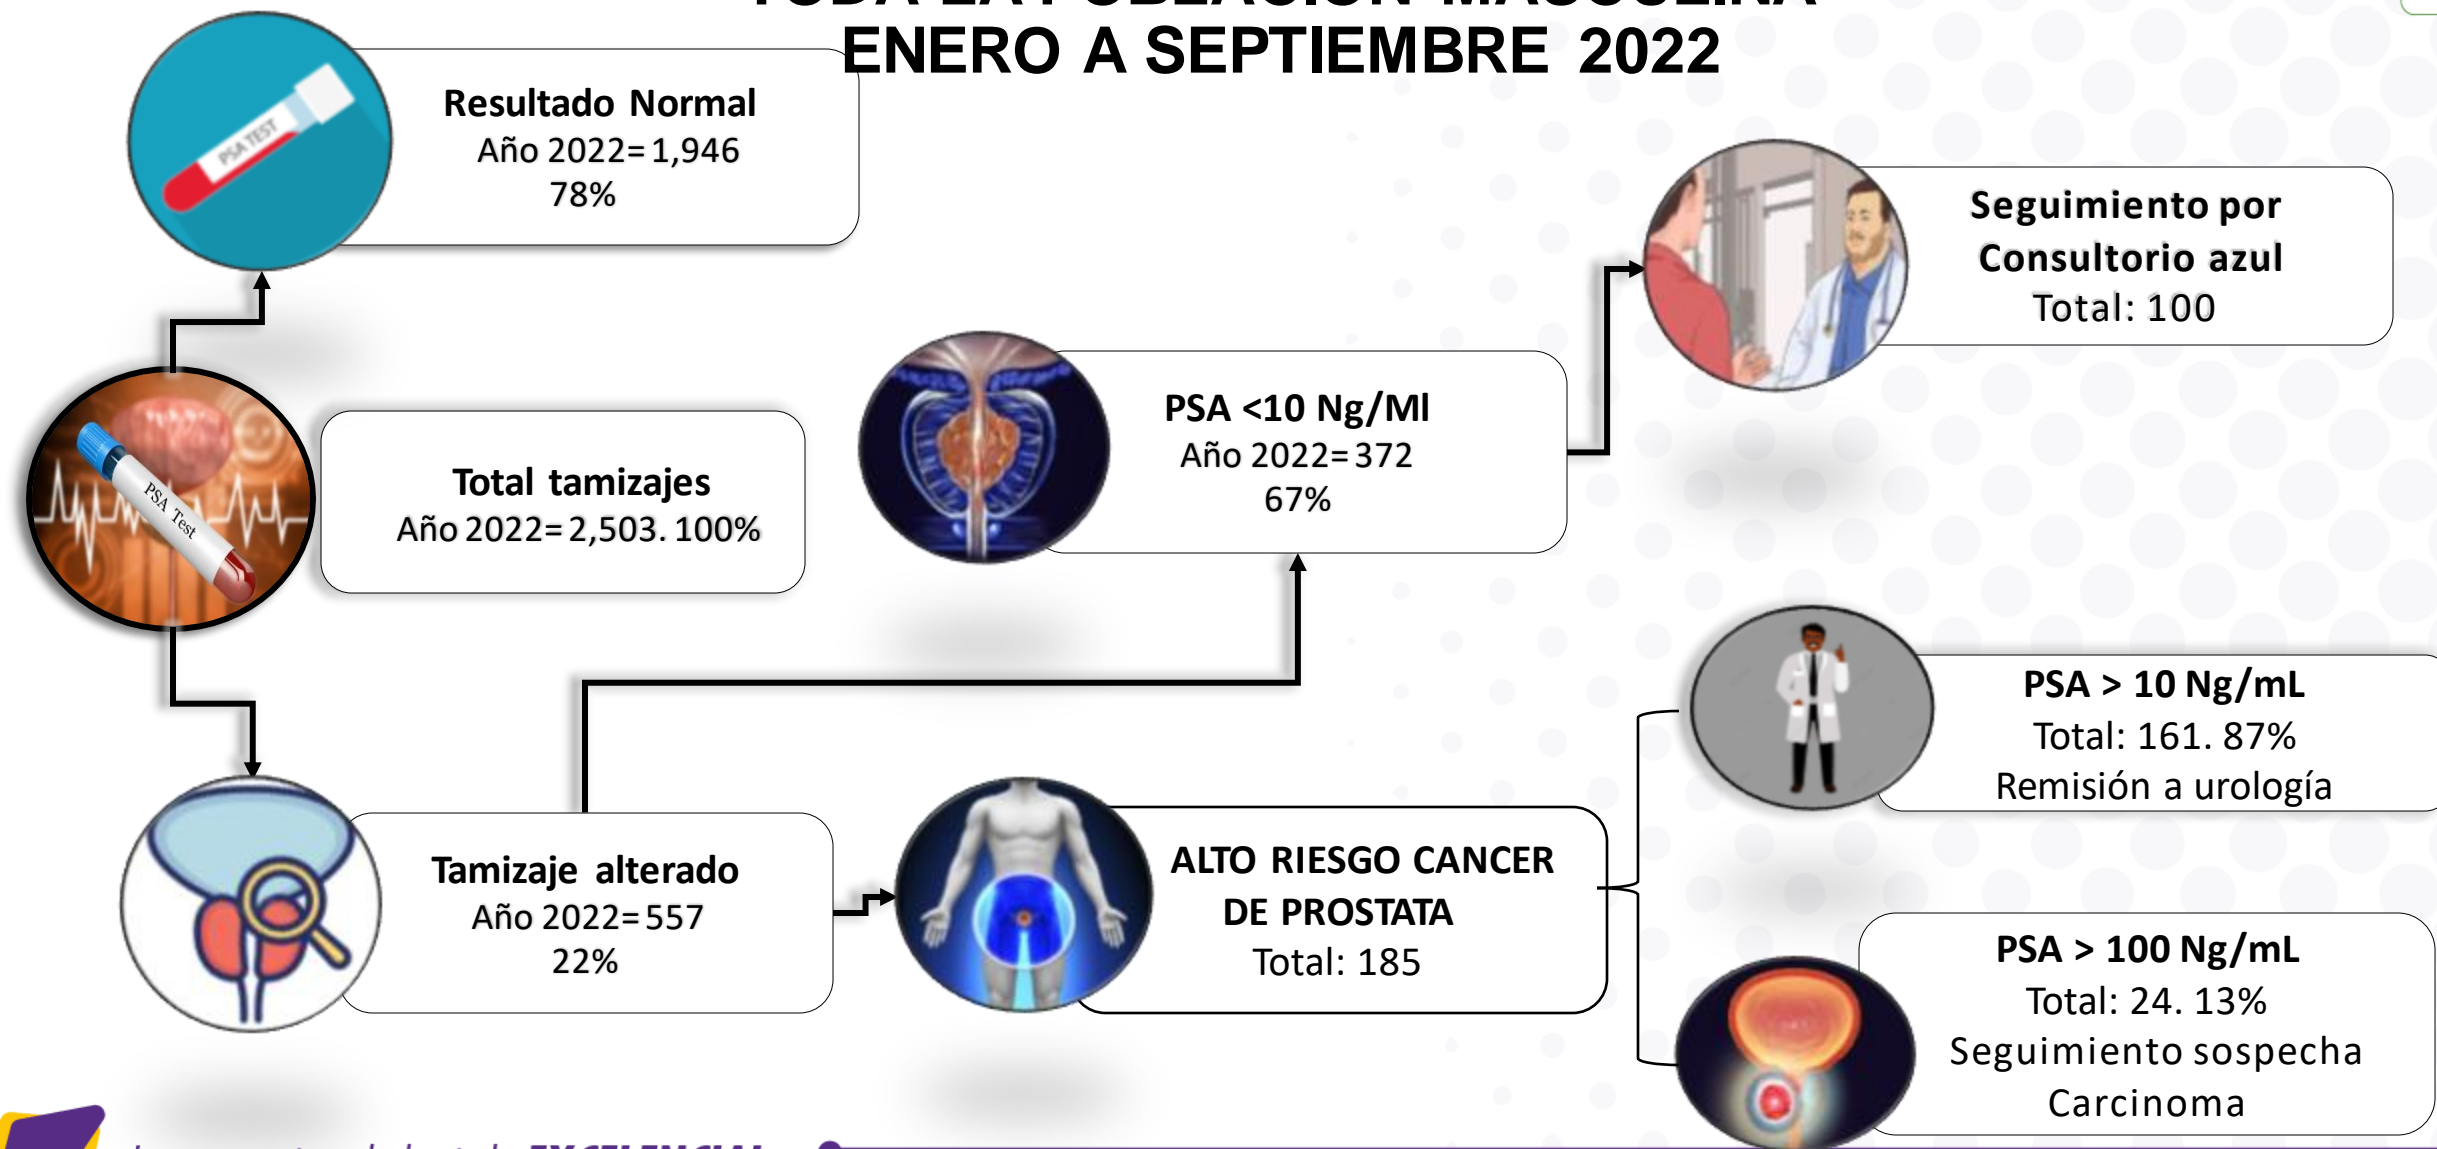 ENERO A SEPTIEMBRE 2022
Resultado Normal
Año 2022= 1,946
78%
PSA TEST
Seguimiento por
Consultorio azul
Total: 100
PSA <10 Ng/Ml
Año 2022= 372
67%
Total tamizajes
Año 2022= 2,503. 100%
PSA Test
PSA > 10 Ng/mL
Total: 161. 87%
Remisión a urología
Tamizaje alterado
Año 2022= 557
22%
ALTO RIESGO CANCER
DE PROSTATA
Total: 185
PSA > 100 Ng/mL
Total: 24. 13%
Seguimiento sospecha
Carcinoma